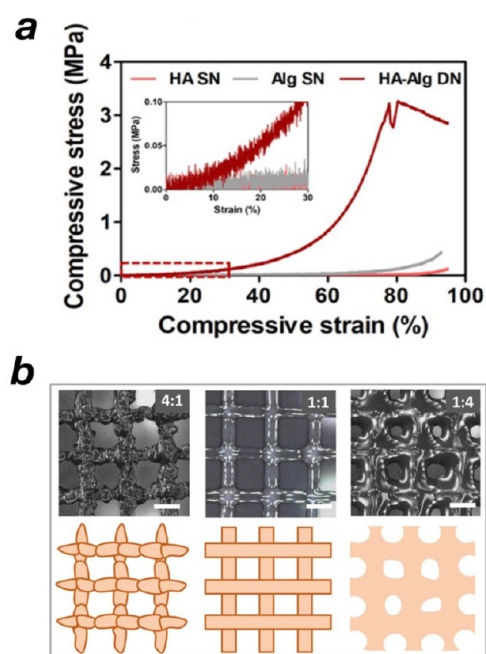 a
HA SN Alg SN HA-Alg DN
Compressive stress (MPa)
4
3
2
1
0
0 20 40 60 80 100
Compressive strain (%)
Stress (MPa)
0.10
0.05
0.00
0 10 20 30
Strain (%)
b
4:1 1:1 1:4